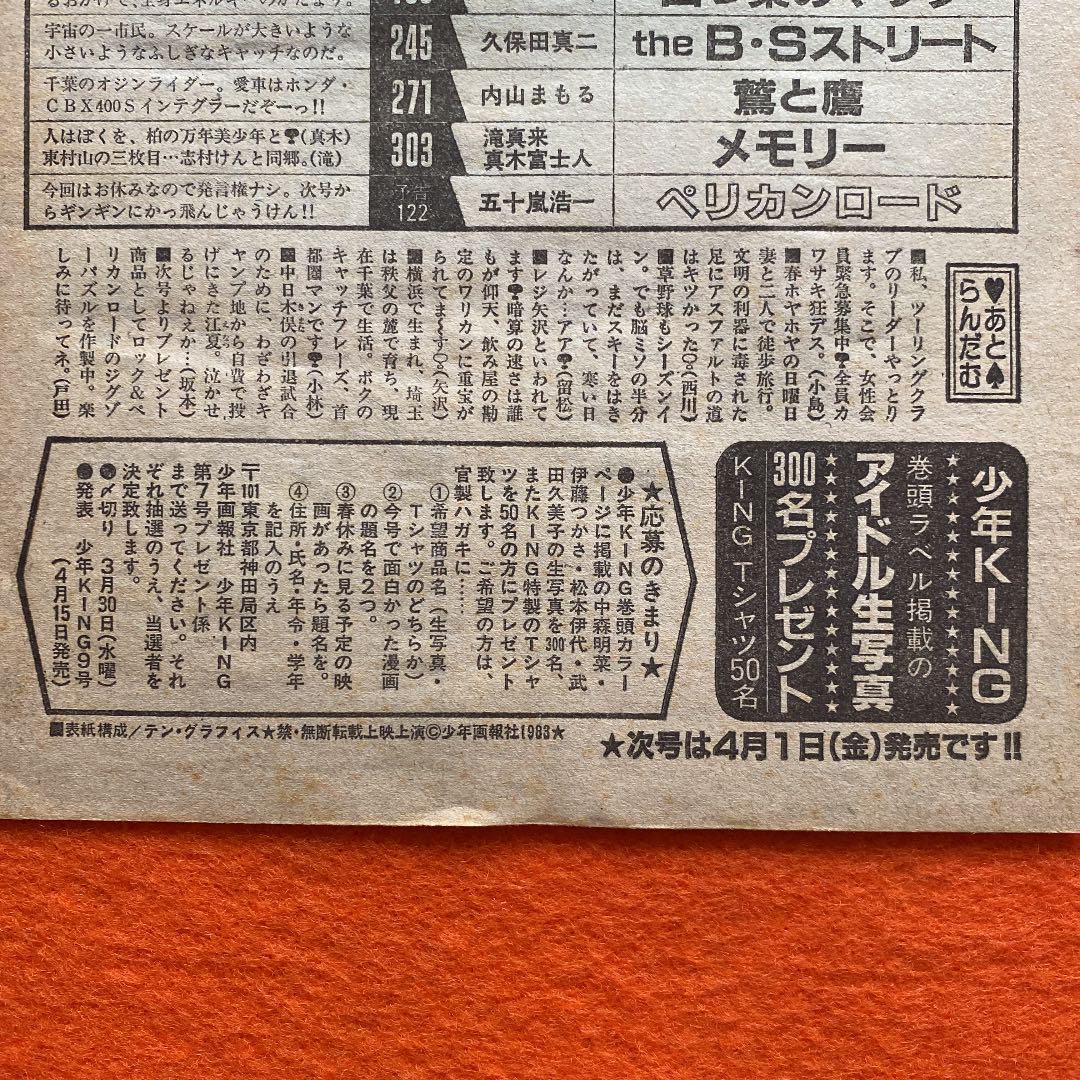 宇宙の一市民。スケールが大きいような
小さいようなふしぎなキャッチなのだ。
245
久保田真二
the B・Sストリート
千葉のオジンライダー。愛車はホンダ・
CBX400Sインテグラーだぞーっ!!
271
内山まもる
鷲と鷹
人はぼくを、柏の万年美少年と(真木)
東村山の三枚目…志村けんと同郷。(滝)
303
滝真来
真木富士人
メモリー
今回はお休みなので発言権ナシ。次号か
らギンギンにかっ飛んじゃうけん!!
予告
122
五十嵐浩一
ペリカンロード
♥あと♠
らんだむ
■私、ツーリングクラ
ブのリーダーやっとり
ます。そこで、女性会
員緊急募集中全員カ
ワサキ狂デス。(小島)
■春ホヤホヤの日曜日
妻と二人で徒歩旅行。
文明の利器に毒された
足にアスファルトの道
はキツかった(西川)
■草野球もシーズンイ
ン。でも脳ミソの半分
は、まだスキーをはき
たがっていて、寒い日
なんか…アア(留松)
■レジ矢沢といわれて
ます暗算の速さは誰
もが仰天、飲み屋の勘
定のワリカンに重宝が
られてま〜す(矢沢)
■横浜で生まれ、埼玉
は秩父の麓で育ち、現
在千葉で生活。ボクの
キャッチフレーズ、首
都圏マンです(小林)
■中日木俣の引退試合
のために、わざわざキ
ャンプ地から自費で投
げにきた江夏。泣かせ
るじゃねえか…(坂本)
■次号よりプレゼント
商品としてロック&ペ
リカンロードのジグゾ
ーパズルを作製中。楽
しみに待っててネ。(戸田)
少年KING
★★★★★★★★★★★★
巻頭ラベル掲載の
アイドル生写真
★★★★★★★★★★★★
300名プレゼント
KING Tシャツ50名
★応募のきまり★
●少年KING巻頭カラー
ページに掲載の中森明菜・
伊藤つかさ・松本伊代・武
田久美子の生写真を300名、
またKING特製のTシャ
ツを50名の方にプレゼント
致します。ご希望の方は、
官製ハガキに……
①希望商品名(生写真・
Tシャツのどちらか)
②今号で面白かった漫画
の題名を2つ。
③春休みに見る予定の映
画があったら題名を。
④住所・氏名・年令・学年
を記入のうえ
〒101東京都神田局区内
少年画報社 少年KING
第7号プレゼント係
まで送ってください。それ
ぞれ抽選のうえ、当選者を
決定致します。
●〆切り 3月30日(水曜)
●発表 少年KING9号
(4月15日発売)
■表紙構成/テン・グラフィス★禁・無断転載上映上演©少年画報社1983★
★次号は4月1日(金)発売です!!